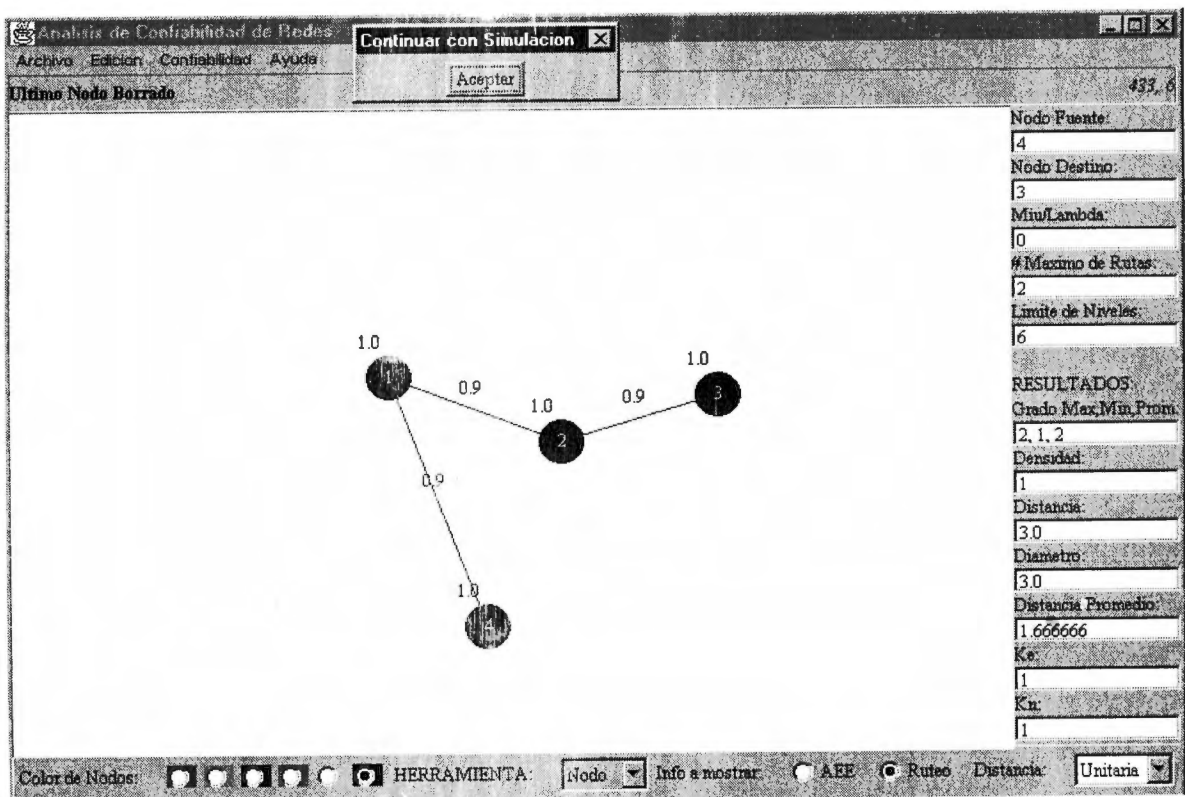 Analisis de Confiabilidad de Redes
Continuar con Simulacion
Archivo Edicion Confiabilidad Ayuda
Aceptar
Ultimo Nodo Borrado
433, 6
Nodo Fuente:
4
Nodo Destino:
3
Miu/Lambda:
0
# Maximo de Rutas:
2
Limite de Niveles:
6
1.0
1
0.9
1.0
2
0.9
1.0
3
0.9
1.0
4
RESULTADOS:
Grado Max,Min,Prom.
2, 1, 2
Densidad:
1
Distancia:
3.0
Diametro:
3.0
Distancia Promedio:
1.666666
Ke:
1
Kn:
1
Color de Nodos: HERRAMIENTA: Nodo Info a mostrar: AEE Ruteo Distancia: Unitaria